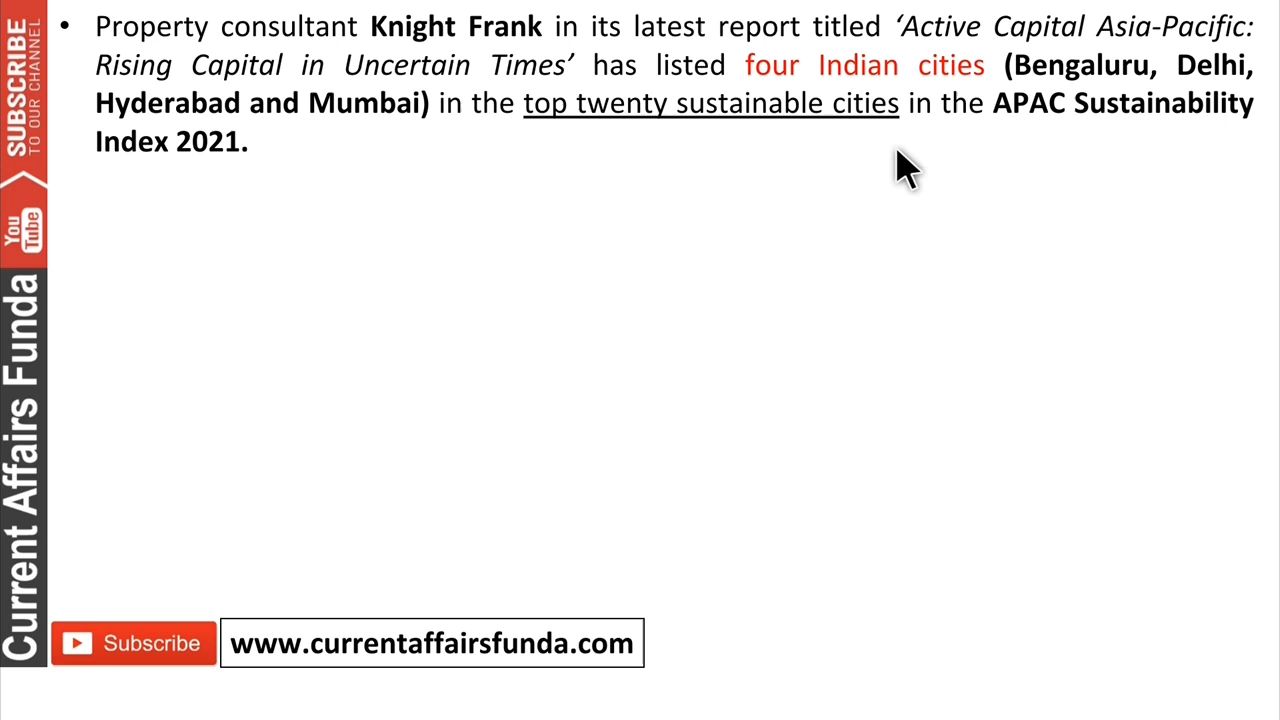 • Property consultant Knight Frank in its latest report titled ‘Active Capital Asia-Pacific:
Rising Capital in Uncertain Times’ has listed four Indian cities (Bengaluru, Delhi,
Hyderabad and Mumbai) in the top twenty sustainable cities in the APAC Sustainability
Index 2021.
SUBSCRIBE
TO OUR CHANNEL
You
Tube
Current Affairs Funda
Subscribe
www.currentaffairsfunda.com